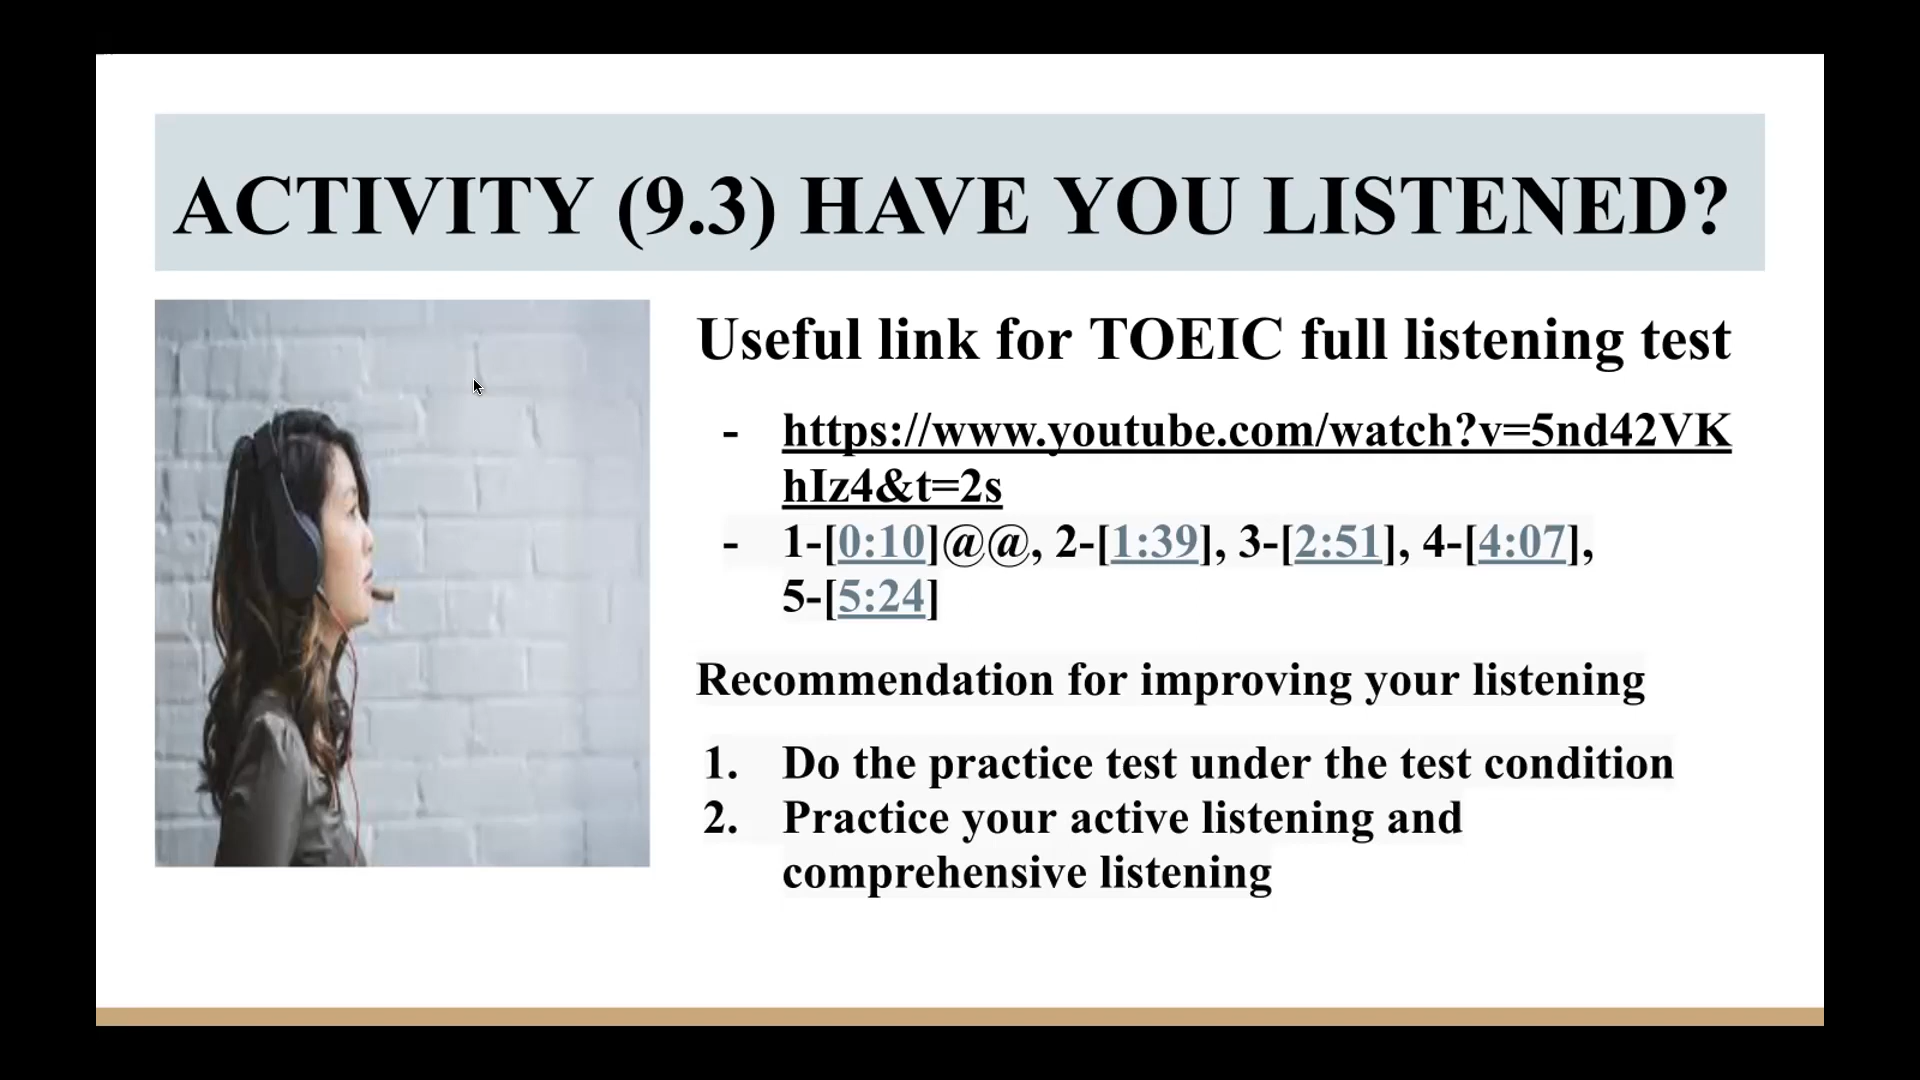 ACTIVITY (9.3) HAVE YOU LISTENED?
Useful link for TOEIC full listening test
- https://www.youtube.com/watch?v=5nd42VK
hIz4&t=2s
- 1-[0:10]@@, 2-[1:39], 3-[2:51], 4-[4:07],
5-[5:24]
Recommendation for improving your listening
1. Do the practice test under the test condition
2. Practice your active listening and
comprehensive listening